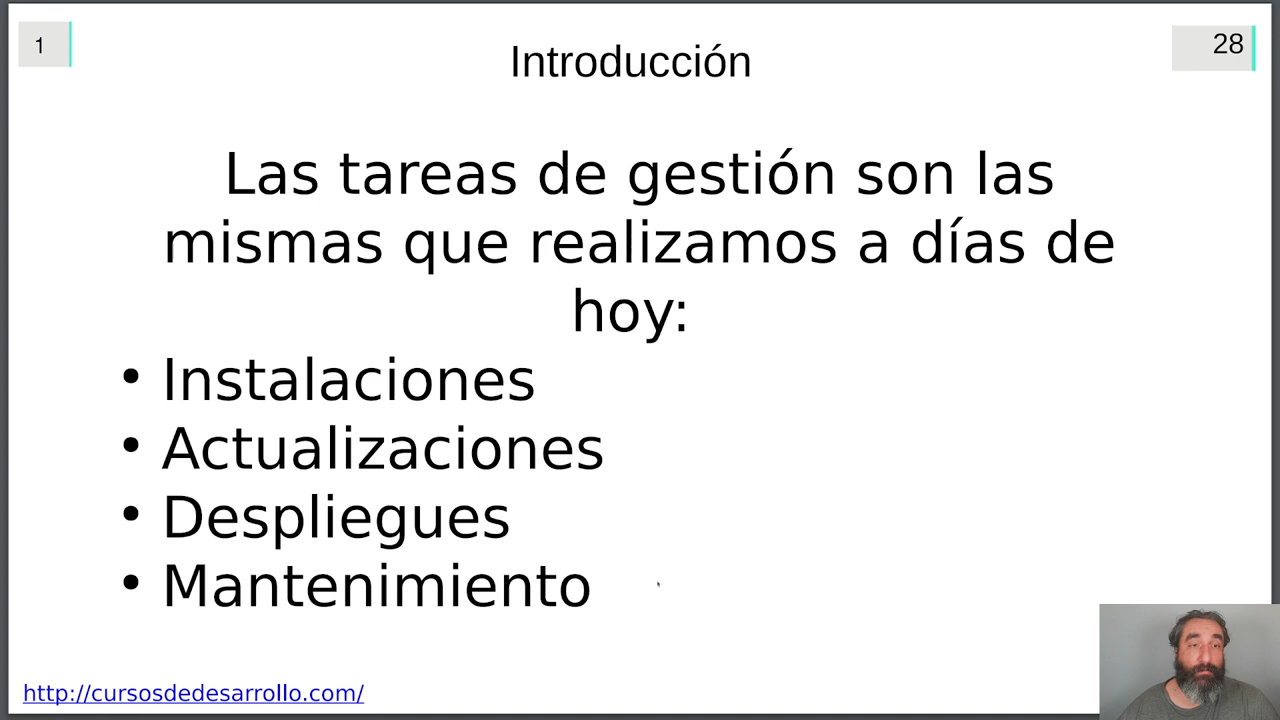 1
Introducción
28
Las tareas de gestión son las
mismas que realizamos a días de
hoy:
• Instalaciones
• Actualizaciones
• Despliegues
• Mantenimiento
http://cursosdedesarrollo.com/